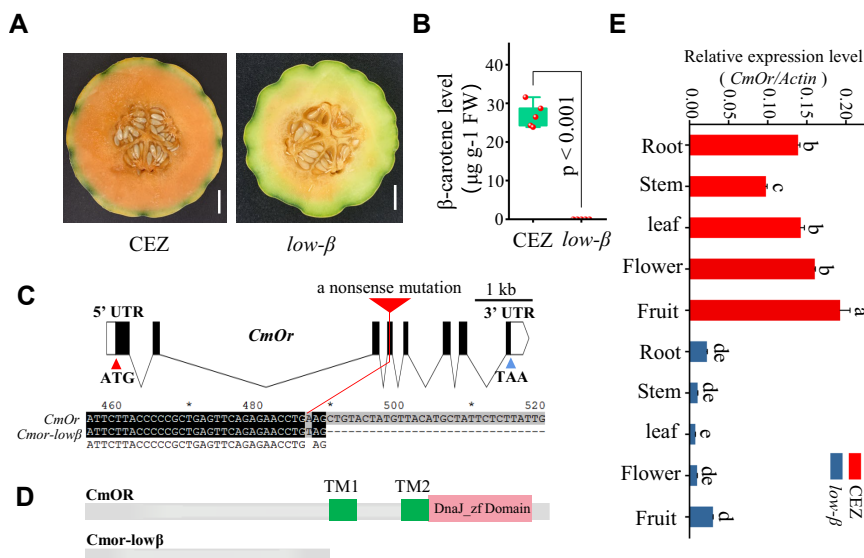 A
CEZ
low-β
B
β-carotene level
(µg g-1 FW)
40
30
20
10
0
p < 0.001
CEZ low-β
C
a nonsense mutation
1 kb
5’ UTR
CmOr
3’ UTR
ATG
TAA
460 * 480 * 500 * 520
CmOr ATTCTTACCCCCGCTGAGTTCAGAGAACCTGAAAGCTGTACTATGTTACATGCTATTCTCTTATTG
Cmor-lowβ ATTCTTACCCCCGCTGAGTTCAGAGAACCTGTAAG
ATTCTTACCCCCGCTGAGTTCAGAGAACCTG AG
D
CmOR
TM1
TM2
DnaJ_zf Domain
Cmor-lowβ
E
Relative expression level
( CmOr/Actin )
0.00
0.05
0.10
0.15
0.20
Root b
Stem c
leaf b
Flower b
Fruit a
Root de
Stem de
leaf e
Flower de
Fruit d
CEZ
low-β